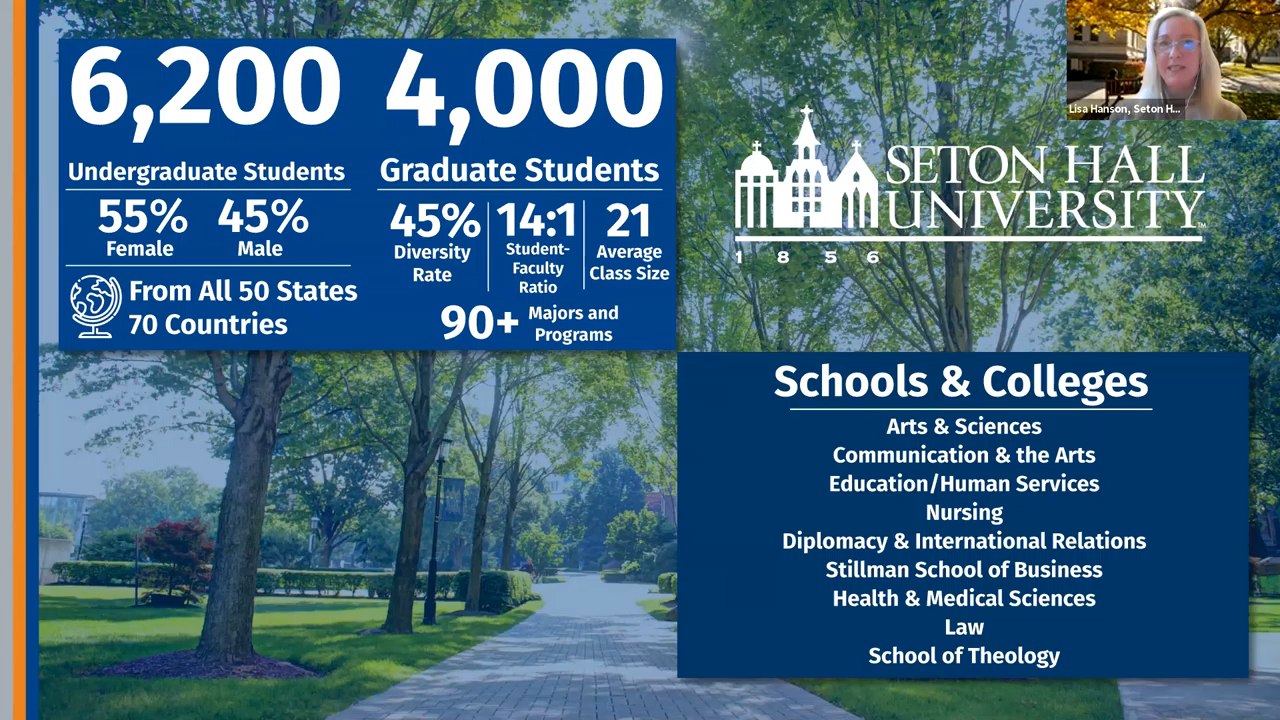 6,200
Undergraduate Students
55% 45%
Female Male
From All 50 States
70 Countries
4,000
Graduate Students
45%
Diversity
Rate
14:1
Student-
Faculty
Ratio
21
Average
Class Size
90+ Majors and
Programs
Lisa Hanson, Seton H...
SETON HALL
UNIVERSITY™
1 8 5 6
Schools & Colleges
Arts & Sciences
Communication & the Arts
Education/Human Services
Nursing
Diplomacy & International Relations
Stillman School of Business
Health & Medical Sciences
Law
School of Theology